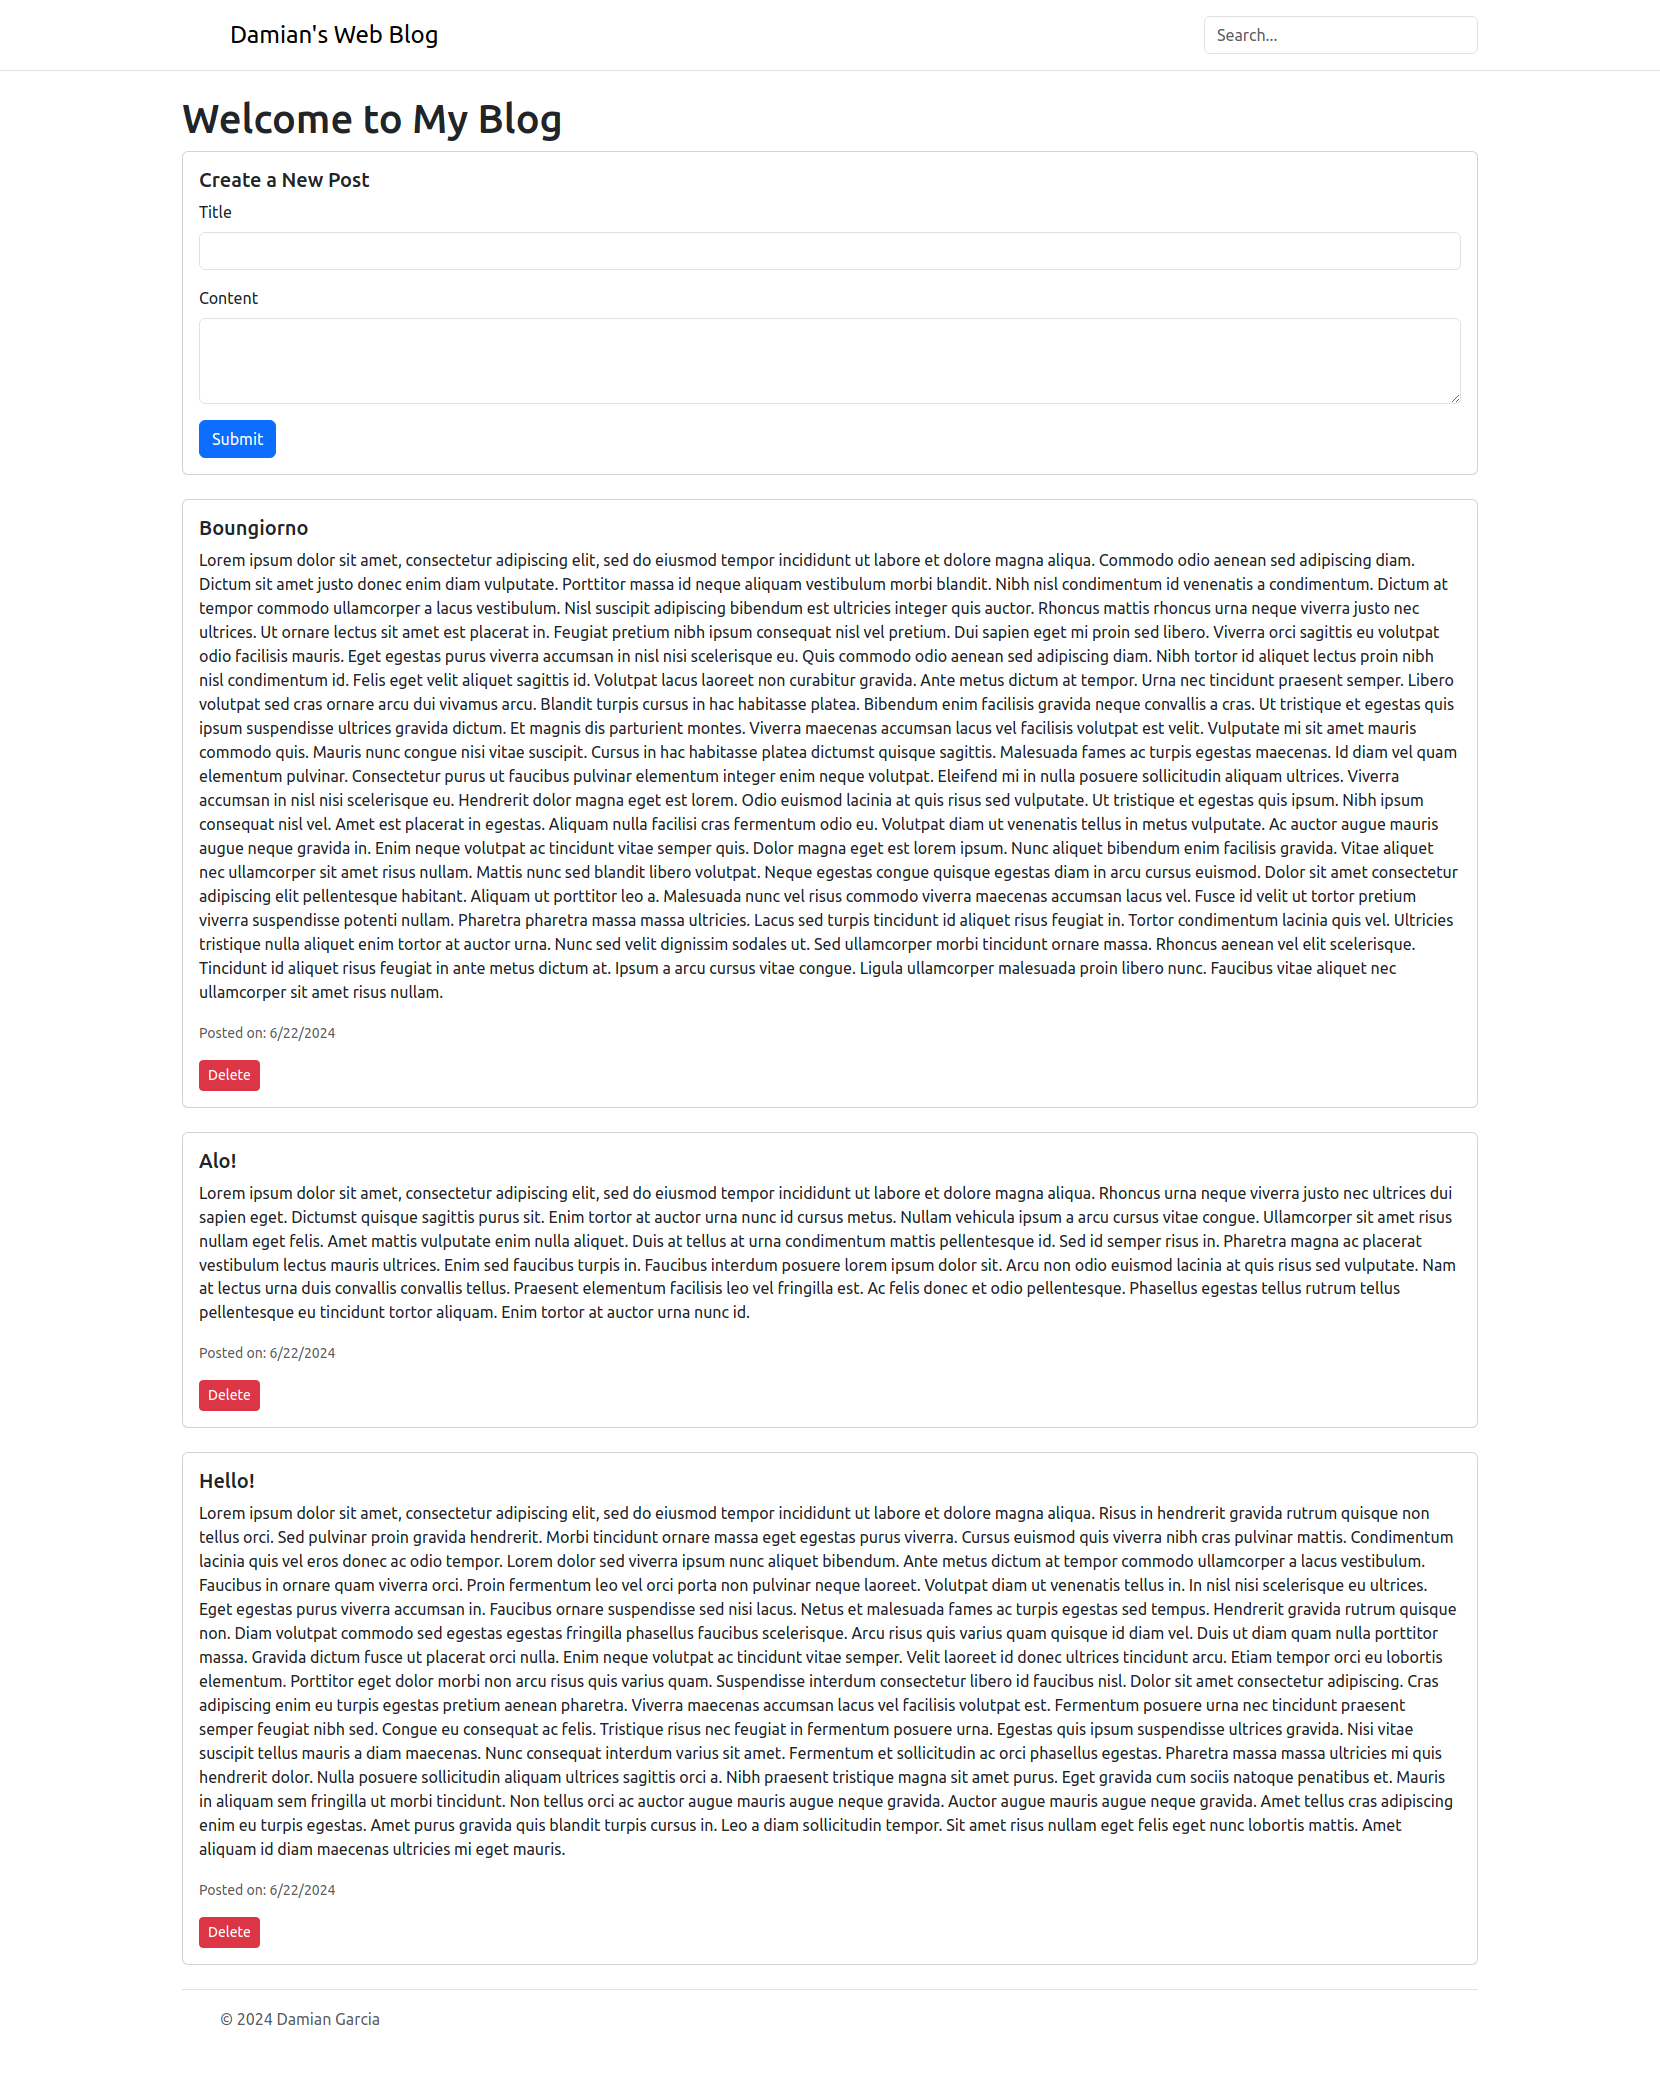 Damian's Web Blog
Search...
Welcome to My Blog
Create a New Post
Title
Content
Submit
Boungiorno
Lorem ipsum dolor sit amet, consectetur adipiscing elit, sed do eiusmod tempor incididunt ut labore et dolore magna aliqua. Commodo odio aenean sed adipiscing diam.
Dictum sit amet justo donec enim diam vulputate. Porttitor massa id neque aliquam vestibulum morbi blandit. Nibh nisl condimentum id venenatis a condimentum. Dictum at
tempor commodo ullamcorper a lacus vestibulum. Nisl suscipit adipiscing bibendum est ultricies integer quis auctor. Rhoncus mattis rhoncus urna neque viverra justo nec
ultrices. Ut ornare lectus sit amet est placerat in. Feugiat pretium nibh ipsum consequat nisl vel pretium. Dui sapien eget mi proin sed libero. Viverra orci sagittis eu volutpat
odio facilisis mauris. Eget egestas purus viverra accumsan in nisl nisi scelerisque eu. Quis commodo odio aenean sed adipiscing diam. Nibh tortor id aliquet lectus proin nibh
nisl condimentum id. Felis eget velit aliquet sagittis id. Volutpat lacus laoreet non curabitur gravida. Ante metus dictum at tempor. Urna nec tincidunt praesent semper. Libero
volutpat sed cras ornare arcu dui vivamus arcu. Blandit turpis cursus in hac habitasse platea. Bibendum enim facilisis gravida neque convallis a cras. Ut tristique et egestas quis
ipsum suspendisse ultrices gravida dictum. Et magnis dis parturient montes. Viverra maecenas accumsan lacus vel facilisis volutpat est velit. Vulputate mi sit amet mauris
commodo quis. Mauris nunc congue nisi vitae suscipit. Cursus in hac habitasse platea dictumst quisque sagittis. Malesuada fames ac turpis egestas maecenas. Id diam vel quam
elementum pulvinar. Consectetur purus ut faucibus pulvinar elementum integer enim neque volutpat. Eleifend mi in nulla posuere sollicitudin aliquam ultrices. Viverra
accumsan in nisl nisi scelerisque eu. Hendrerit dolor magna eget est lorem. Odio euismod lacinia at quis risus sed vulputate. Ut tristique et egestas quis ipsum. Nibh ipsum
consequat nisl vel. Amet est placerat in egestas. Aliquam nulla facilisi cras fermentum odio eu. Volutpat diam ut venenatis tellus in metus vulputate. Ac auctor augue mauris
augue neque gravida in. Enim neque volutpat ac tincidunt vitae semper quis. Dolor magna eget est lorem ipsum. Nunc aliquet bibendum enim facilisis gravida. Vitae aliquet
nec ullamcorper sit amet risus nullam. Mattis nunc sed blandit libero volutpat. Neque egestas congue quisque egestas diam in arcu cursus euismod. Dolor sit amet consectetur
adipiscing elit pellentesque habitant. Aliquam ut porttitor leo a. Malesuada nunc vel risus commodo viverra maecenas accumsan lacus vel. Fusce id velit ut tortor pretium
viverra suspendisse potenti nullam. Pharetra pharetra massa massa ultricies. Lacus sed turpis tincidunt id aliquet risus feugiat in. Tortor condimentum lacinia quis vel. Ultricies
tristique nulla aliquet enim tortor at auctor urna. Nunc sed velit dignissim sodales ut. Sed ullamcorper morbi tincidunt ornare massa. Rhoncus aenean vel elit scelerisque.
Tincidunt id aliquet risus feugiat in ante metus dictum at. Ipsum a arcu cursus vitae congue. Ligula ullamcorper malesuada proin libero nunc. Faucibus vitae aliquet nec
ullamcorper sit amet risus nullam.
Posted on: 6/22/2024
Delete
Alo!
Lorem ipsum dolor sit amet, consectetur adipiscing elit, sed do eiusmod tempor incididunt ut labore et dolore magna aliqua. Rhoncus urna neque viverra justo nec ultrices dui
sapien eget. Dictumst quisque sagittis purus sit. Enim tortor at auctor urna nunc id cursus metus. Nullam vehicula ipsum a arcu cursus vitae congue. Ullamcorper sit amet risus
nullam eget felis. Amet mattis vulputate enim nulla aliquet. Duis at tellus at urna condimentum mattis pellentesque id. Sed id semper risus in. Pharetra magna ac placerat
vestibulum lectus mauris ultrices. Enim sed faucibus turpis in. Faucibus interdum posuere lorem ipsum dolor sit. Arcu non odio euismod lacinia at quis risus sed vulputate. Nam
at lectus urna duis convallis convallis tellus. Praesent elementum facilisis leo vel fringilla est. Ac felis donec et odio pellentesque. Phasellus egestas tellus rutrum tellus
pellentesque eu tincidunt tortor aliquam. Enim tortor at auctor urna nunc id.
Posted on: 6/22/2024
Delete
Hello!
Lorem ipsum dolor sit amet, consectetur adipiscing elit, sed do eiusmod tempor incididunt ut labore et dolore magna aliqua. Risus in hendrerit gravida rutrum quisque non
tellus orci. Sed pulvinar proin gravida hendrerit. Morbi tincidunt ornare massa eget egestas purus viverra. Cursus euismod quis viverra nibh cras pulvinar mattis. Condimentum
lacinia quis vel eros donec ac odio tempor. Lorem dolor sed viverra ipsum nunc aliquet bibendum. Ante metus dictum at tempor commodo ullamcorper a lacus vestibulum.
Faucibus in ornare quam viverra orci. Proin fermentum leo vel orci porta non pulvinar neque laoreet. Volutpat diam ut venenatis tellus in. In nisl nisi scelerisque eu ultrices.
Eget egestas purus viverra accumsan in. Faucibus ornare suspendisse sed nisi lacus. Netus et malesuada fames ac turpis egestas sed tempus. Hendrerit gravida rutrum quisque
non. Diam volutpat commodo sed egestas egestas fringilla phasellus faucibus scelerisque. Arcu risus quis varius quam quisque id diam vel. Duis ut diam quam nulla porttitor
massa. Gravida dictum fusce ut placerat orci nulla. Enim neque volutpat ac tincidunt vitae semper. Velit laoreet id donec ultrices tincidunt arcu. Etiam tempor orci eu lobortis
elementum. Porttitor eget dolor morbi non arcu risus quis varius quam. Suspendisse interdum consectetur libero id faucibus nisl. Dolor sit amet consectetur adipiscing. Cras
adipiscing enim eu turpis egestas pretium aenean pharetra. Viverra maecenas accumsan lacus vel facilisis volutpat est. Fermentum posuere urna nec tincidunt praesent
semper feugiat nibh sed. Congue eu consequat ac felis. Tristique risus nec feugiat in fermentum posuere urna. Egestas quis ipsum suspendisse ultrices gravida. Nisi vitae
suscipit tellus mauris a diam maecenas. Nunc consequat interdum varius sit amet. Fermentum et sollicitudin ac orci phasellus egestas. Pharetra massa massa ultricies mi quis
hendrerit dolor. Nulla posuere sollicitudin aliquam ultrices sagittis orci a. Nibh praesent tristique magna sit amet purus. Eget gravida cum sociis natoque penatibus et. Mauris
in aliquam sem fringilla ut morbi tincidunt. Non tellus orci ac auctor augue mauris augue neque gravida. Auctor augue mauris augue neque gravida. Amet tellus cras adipiscing
enim eu turpis egestas. Amet purus gravida quis blandit turpis cursus in. Leo a diam sollicitudin tempor. Sit amet risus nullam eget felis eget nunc lobortis mattis. Amet
aliquam id diam maecenas ultricies mi eget mauris.
Posted on: 6/22/2024
Delete
© 2024 Damian Garcia